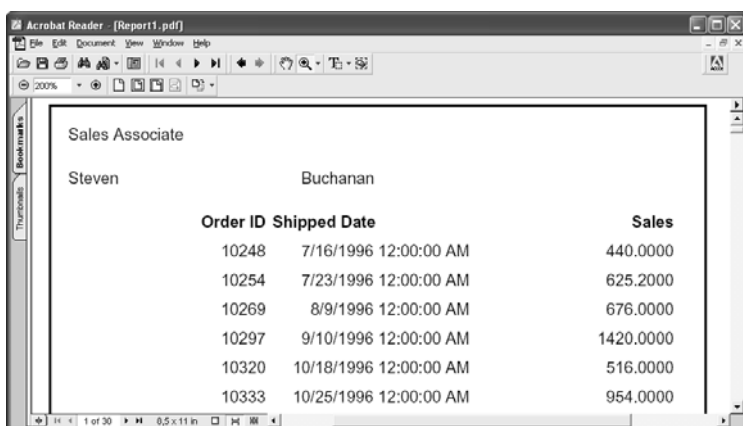 Acrobat Reader - [Report1.pdf]
File Edit Document View Window Help
200%
Bookmarks
Thumbnails
Sales Associate
Steven Buchanan
Order ID Shipped Date Sales
10248 7/16/1996 12:00:00 AM 440.0000
10254 7/23/1996 12:00:00 AM 625.2000
10269 8/9/1996 12:00:00 AM 676.0000
10297 9/10/1996 12:00:00 AM 1420.0000
10320 10/18/1996 12:00:00 AM 516.0000
10333 10/25/1996 12:00:00 AM 954.0000
1 of 30 8,5 x 11 in